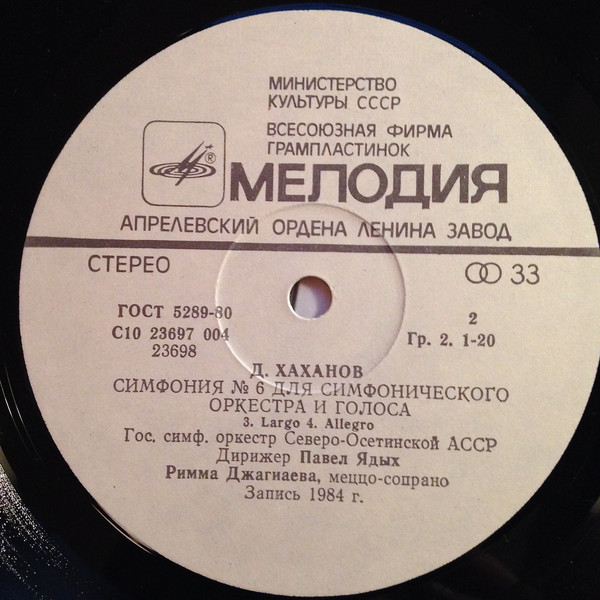 МИНИСТЕРСТВО
КУЛЬТУРЫ СССР
ВСЕСОЮЗНАЯ ФИРМА
ГРАМПЛАСТИНОК
®
МЕЛОДИЯ
АПРЕЛЕВСКИЙ ОРДЕНА ЛЕНИНА ЗАВОД
СТЕРЕО
33
ГОСТ 5289-80
С10 23697 004
23698
2
Гр. 2. 1-20
Д. ХАХАНОВ
СИМФОНИЯ № 6 ДЛЯ СИМФОНИЧЕСКОГО
ОРКЕСТРА И ГОЛОСА
3. Largo 4. Allegro
Гос. симф. оркестр Северо-Осетинской АССР
Дирижер Павел Ядых
Римма Джагиаева, меццо-сопрано
Запись 1984 г.